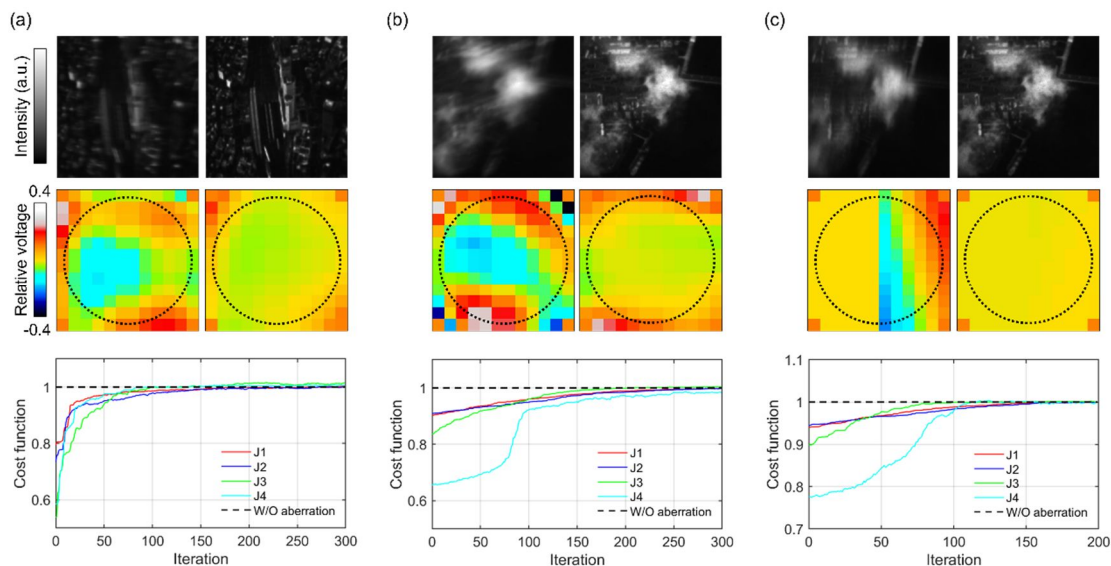 (a)
(b)
(c)
Intensity (a.u.)
0.4
Relative voltage
-0.4
1
0.8
0.6
Cost function
J1
J2
J3
J4
W/O aberration
0 50 100 150 200 250 300
Iteration
1
0.8
0.6
Cost function
J1
J2
J3
J4
W/O aberration
0 50 100 150 200 250 300
Iteration
1.1
1
0.9
0.8
0.7
Cost function
J1
J2
J3
J4
W/O aberration
0 50 100 150 200
Iteration